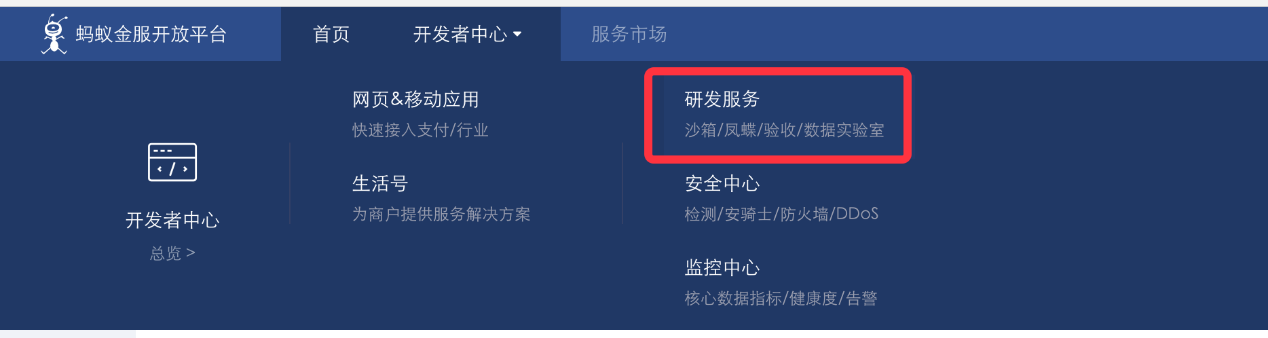 蚂蚁金服开放平台 首页 开发者中心 服务市场
网页&移动应用
快速接入支付/行业
生活号
为商户提供服务解决方案
开发者中心
总览 >
研发服务
沙箱/凤蝶/验收/数据实验室
安全中心
检测/安骑士/防火墙/DDoS
监控中心
核心数据指标/健康度/告警